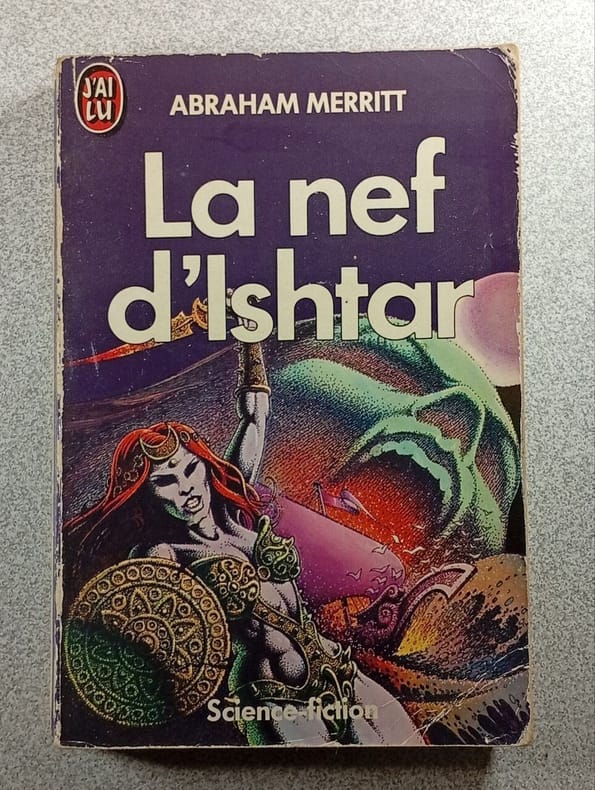 J'AI
LU
ABRAHAM MERRITT
La nef
d'Ishtar
Science-fiction